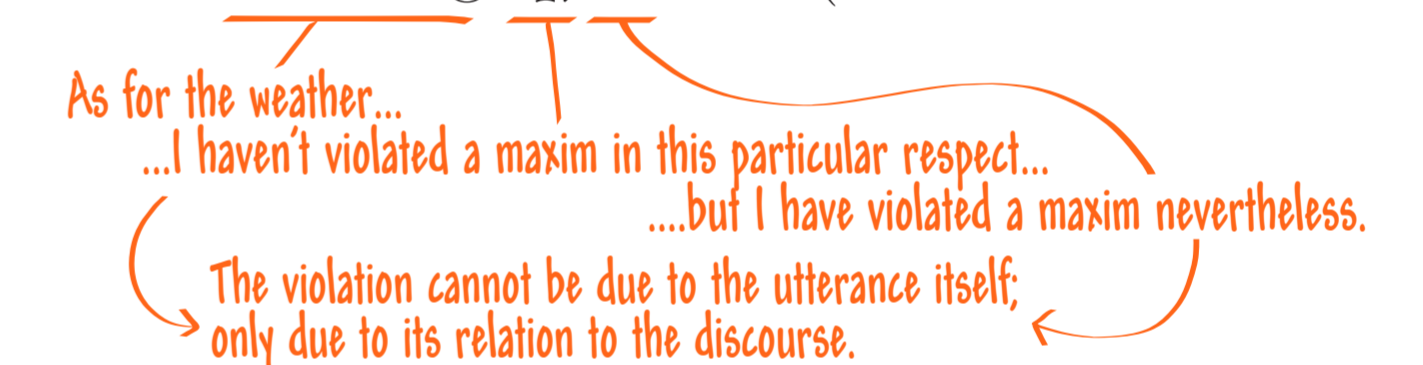 As for the weather...
...I haven't violated a maxim in this particular respect...
....but I have violated a maxim nevertheless.
The violation cannot be due to the utterance itself;
only due to its relation to the discourse.